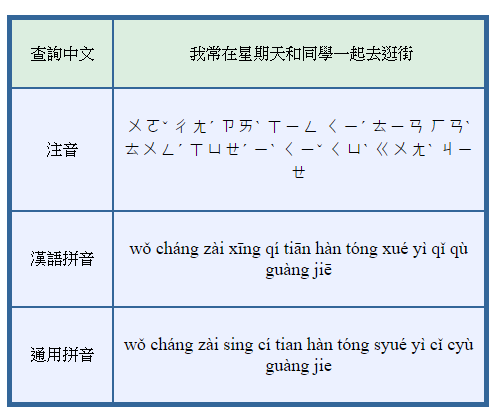 查詢中文
我常在星期天和同學一起去逛街
注音
ㄨㄛˇ ㄔㄤˊ ㄗㄞˋ ㄒㄧㄥ ㄑㄧˊ ㄊㄧㄢ ㄏㄢˋ
ㄊㄨㄥˊ ㄒㄩㄝˊ ㄧˋ ㄑㄧˇ ㄑㄩˋ ㄍㄨㄤˋ ㄐㄧ
ㄝ
漢語拼音
wǒ cháng zài xīng qí tiān hàn tóng xué yì qǐ qù
guàng jiē
通用拼音
wǒ cháng zài sing cí tian hàn tóng syué yì cǐ cyù
guàng jie